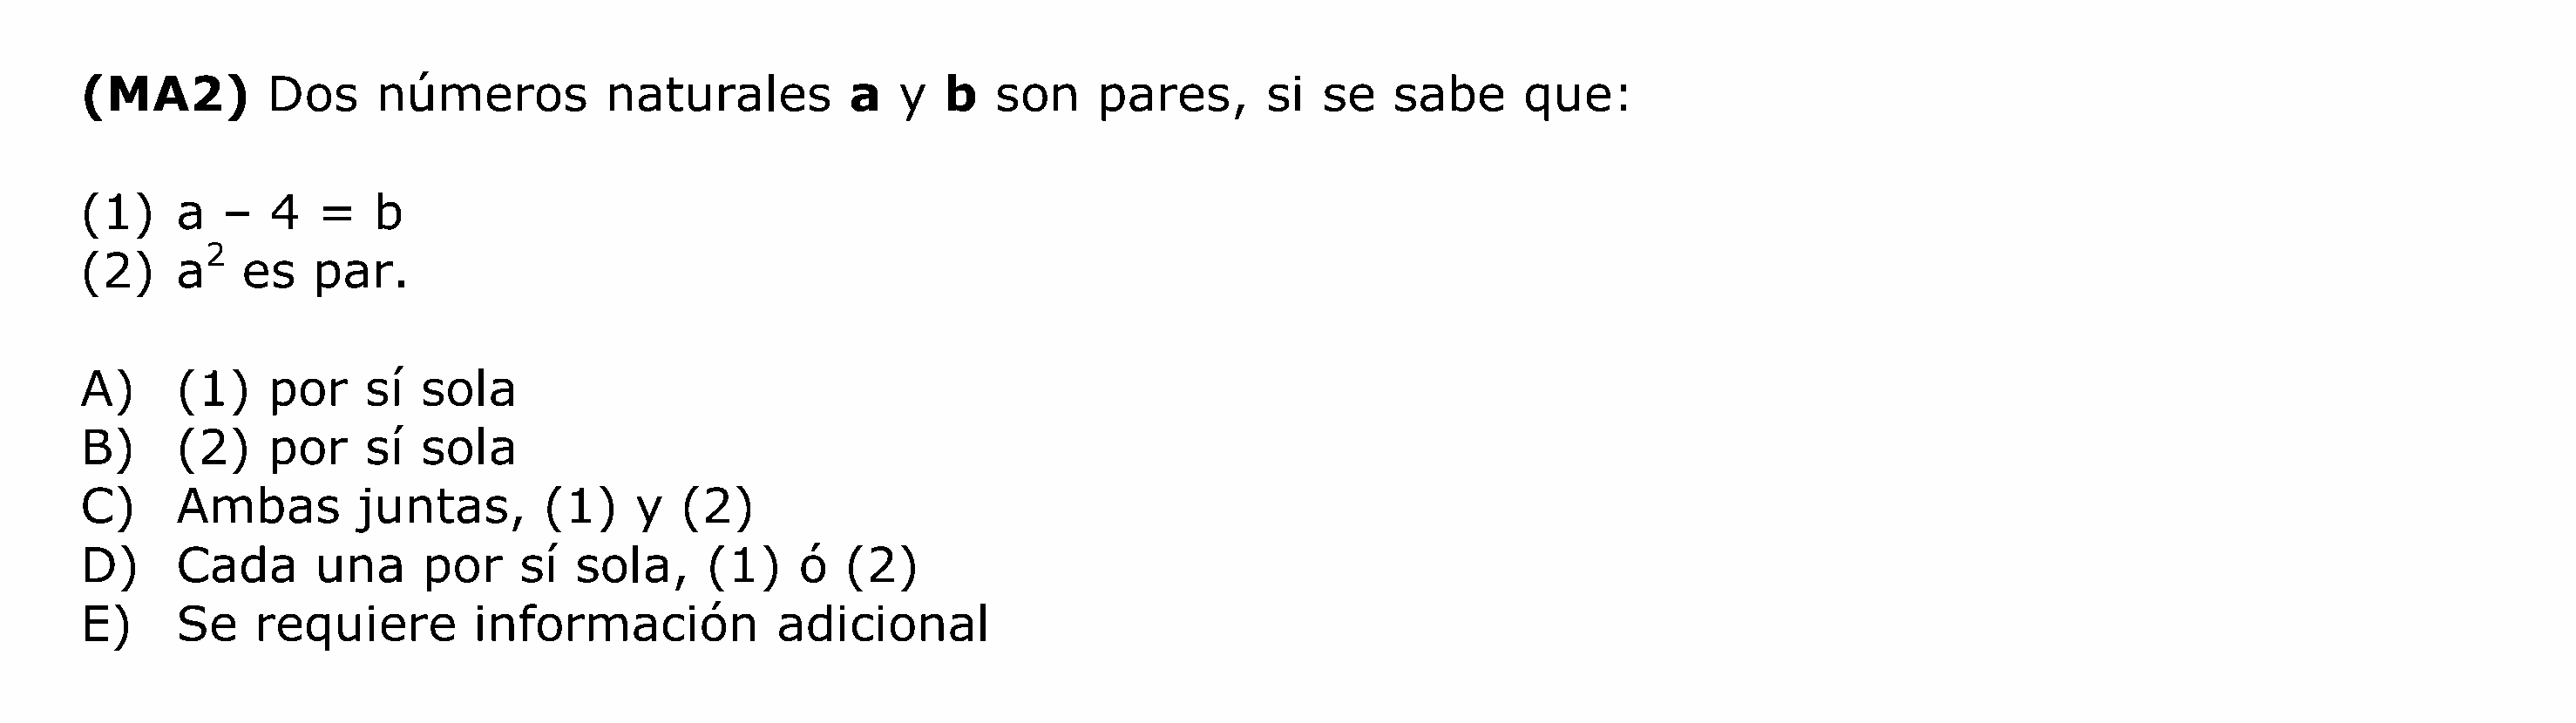 (MA2) Dos números naturales a y b son pares, si se sabe que:
(1) a – 4 = b
(2) a² es par.
A) (1) por sí sola
B) (2) por sí sola
C) Ambas juntas, (1) y (2)
D) Cada una por sí sola, (1) ó (2)
E) Se requiere información adicional